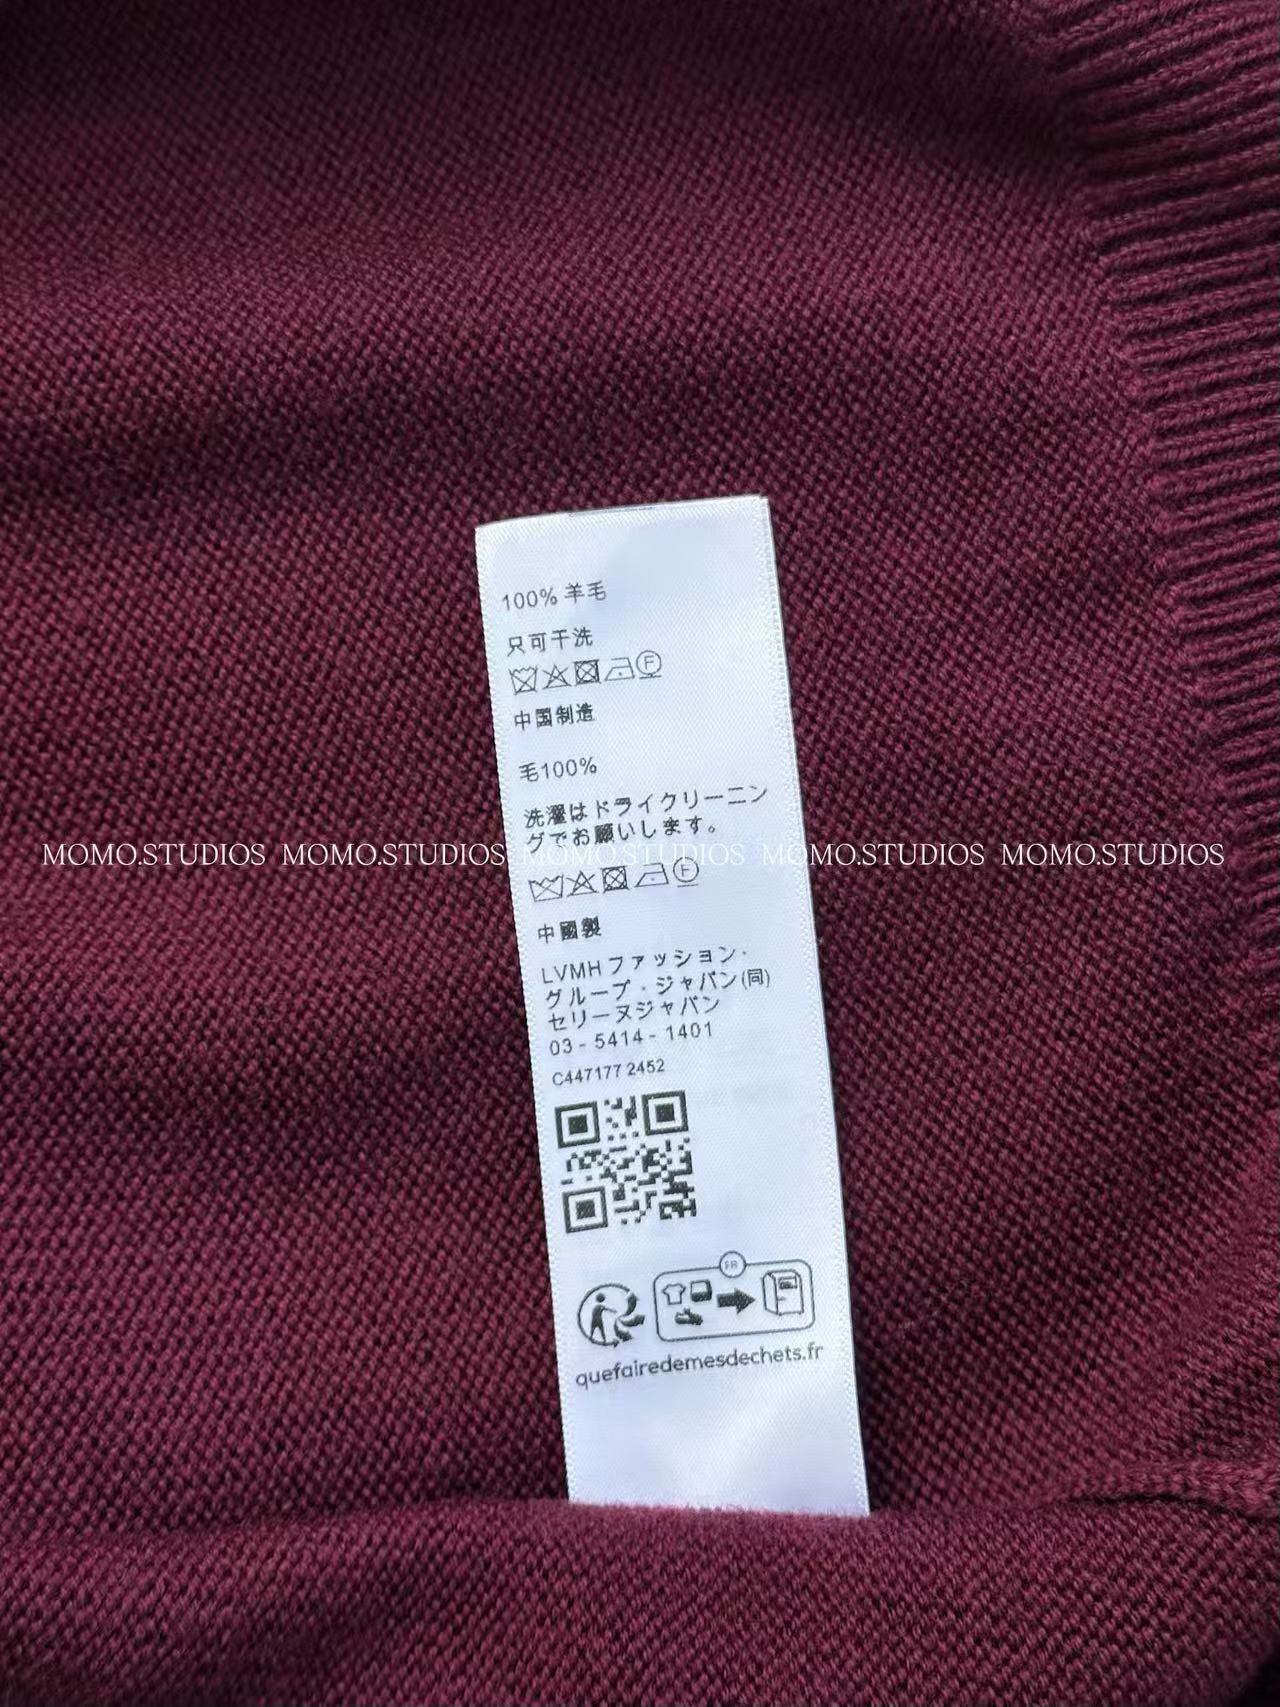 100% 羊毛
只可干洗
F
中国制造
毛100%
洗濯はドライクリーニン
グでお願いします。
MOMO.STUDIOS MOMO.STUDIOS MOMO.STUDIOS MOMO.STUDIOS MOMO.STUDIOS
F
中國製
LVMHファッション・
グループ・ジャパン(同)
セリーヌジャパン
03 - 5414 - 1401
C447177 2452
FR
quefairedemesdechets.fr